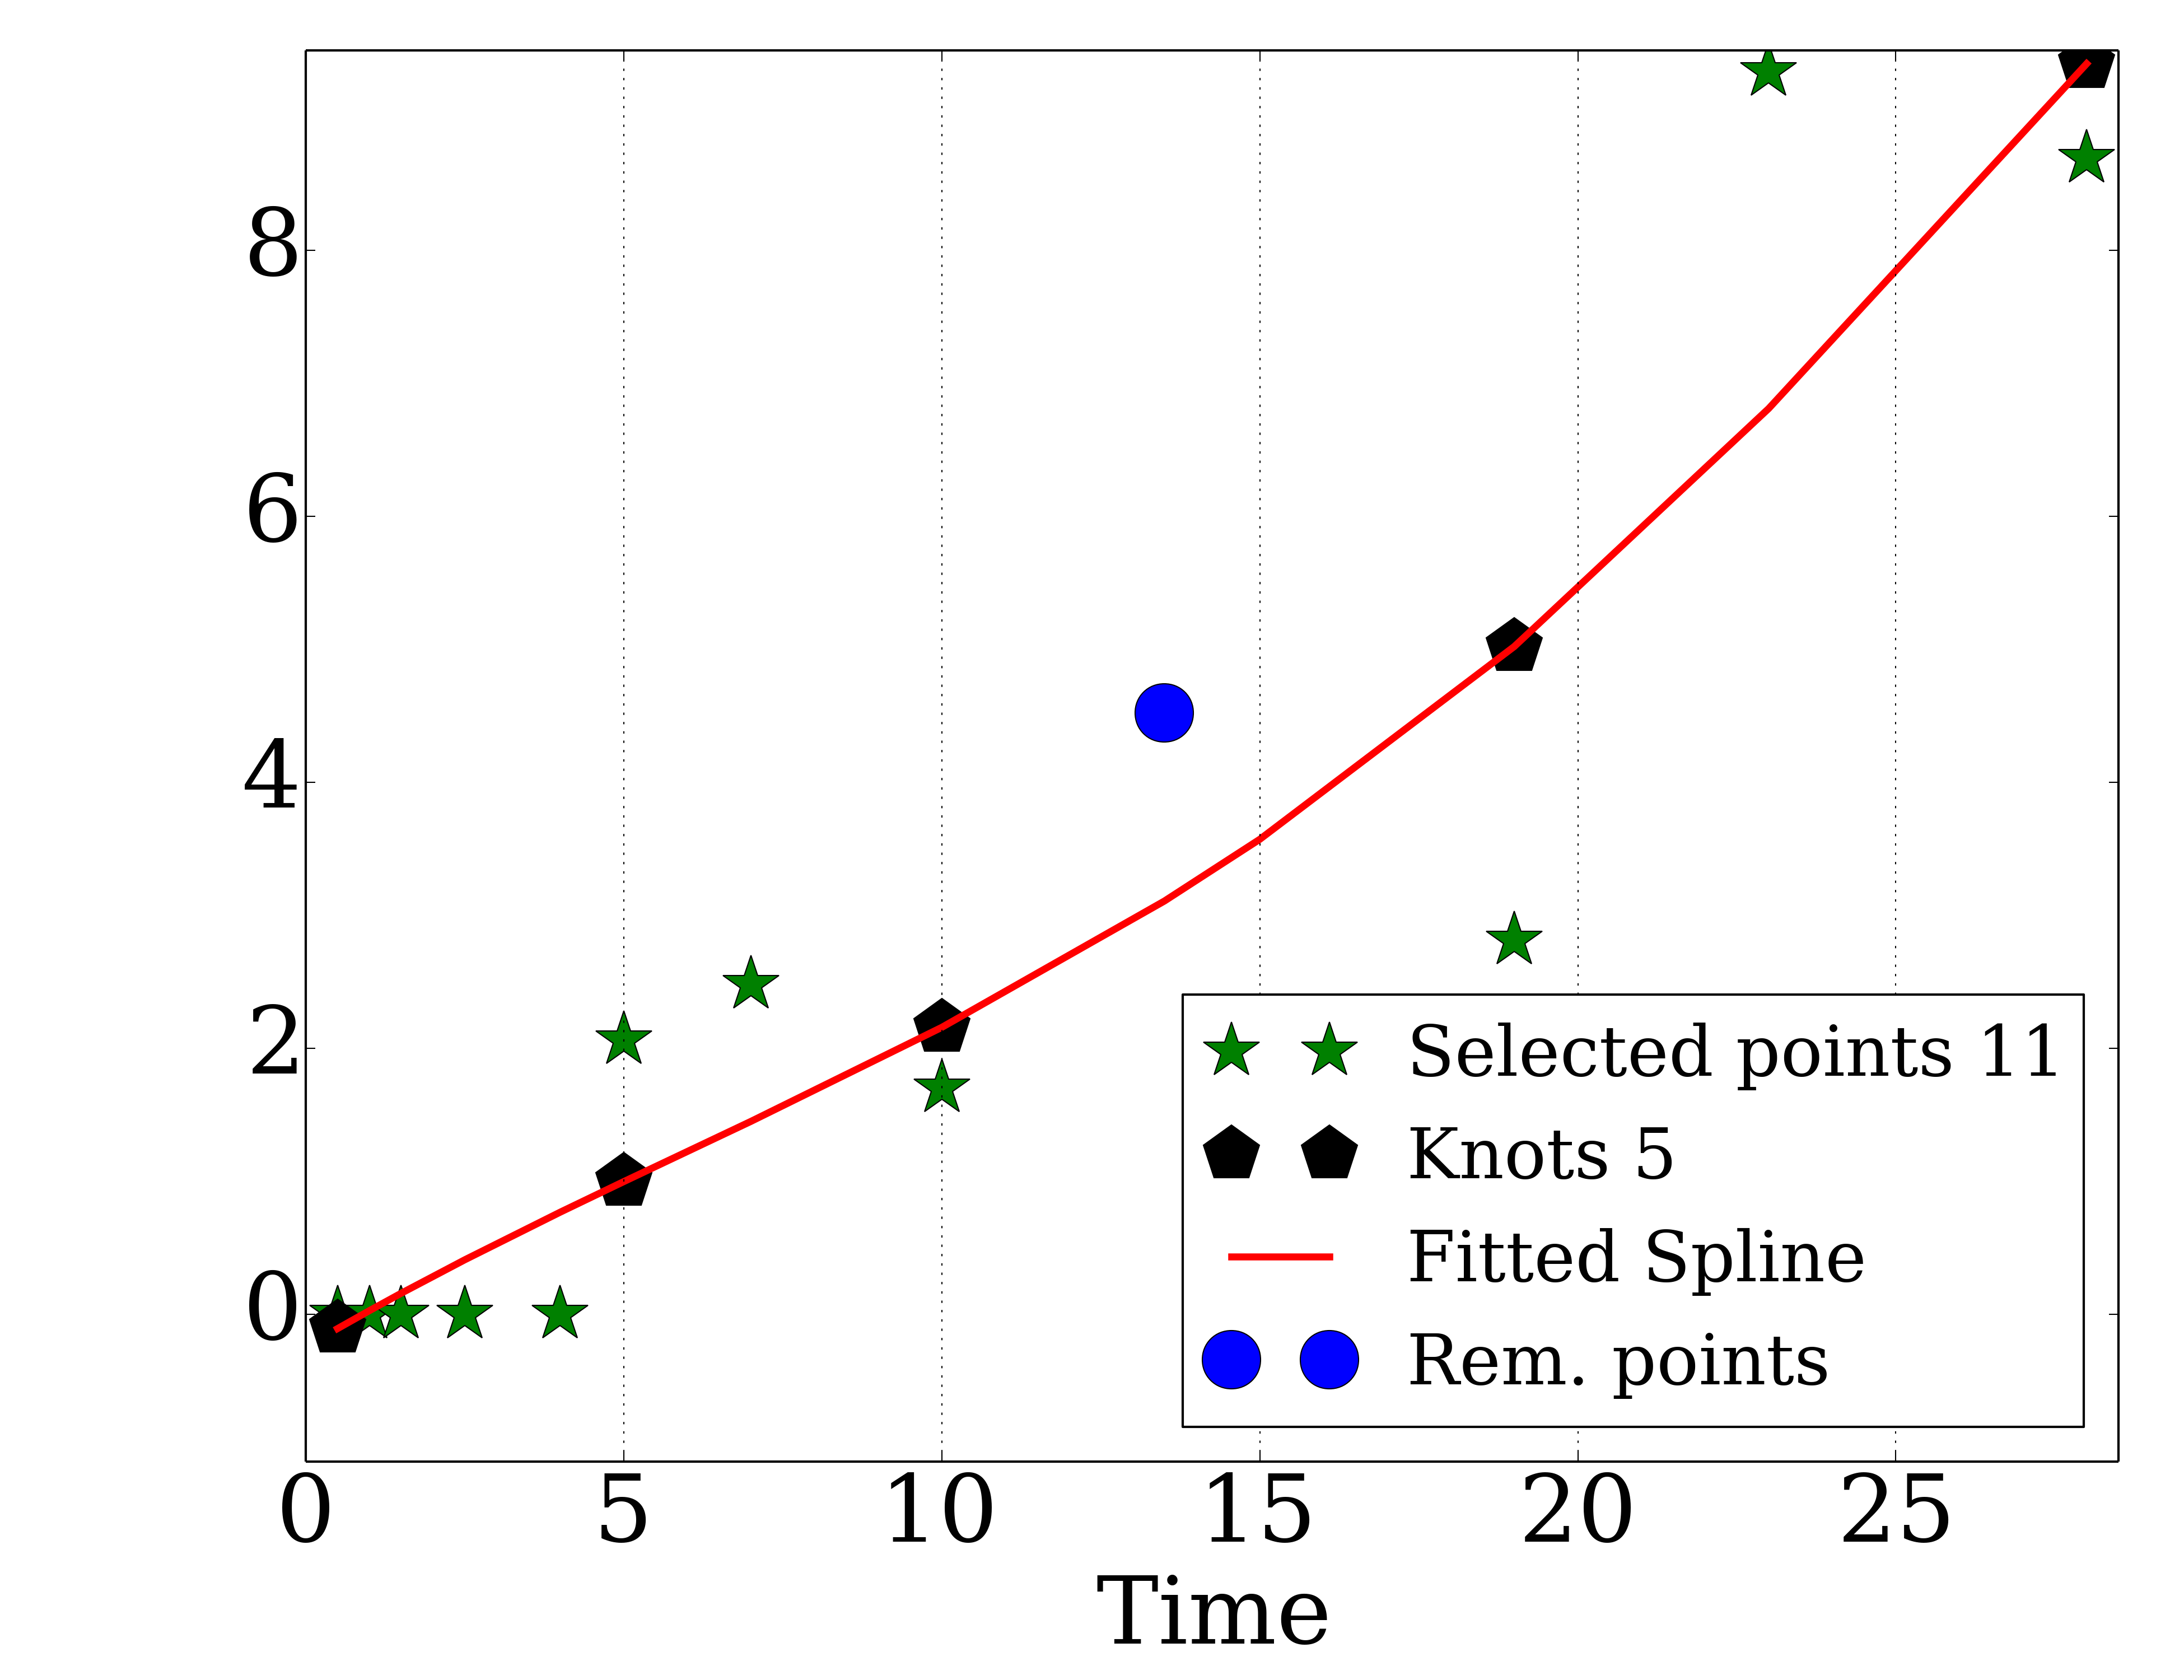 8
6
4
2
0
0 5 10 15 20 25
Time
Selected points 11
Knots 5
Fitted Spline
Rem. points